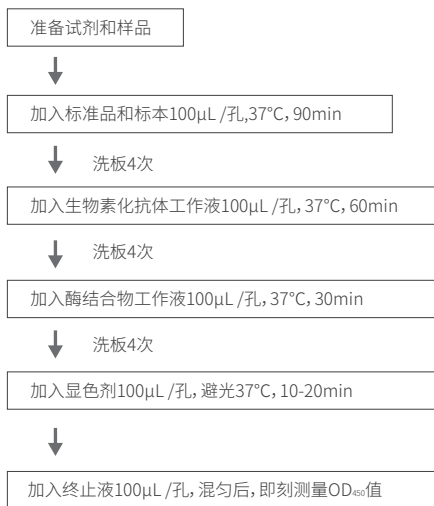 准备试剂和样品
加入标准品和标本100μL /孔,37°C，90min
洗板4次
加入生物素化抗体工作液100μL /孔，37°C，60min
洗板4次
加入酶结合物工作液100μL /孔，37°C，30min
洗板4次
加入显色剂100μL /孔，避光37°C，10-20min
加入终止液100μL /孔，混匀后，即刻测量OD₄₅₀值